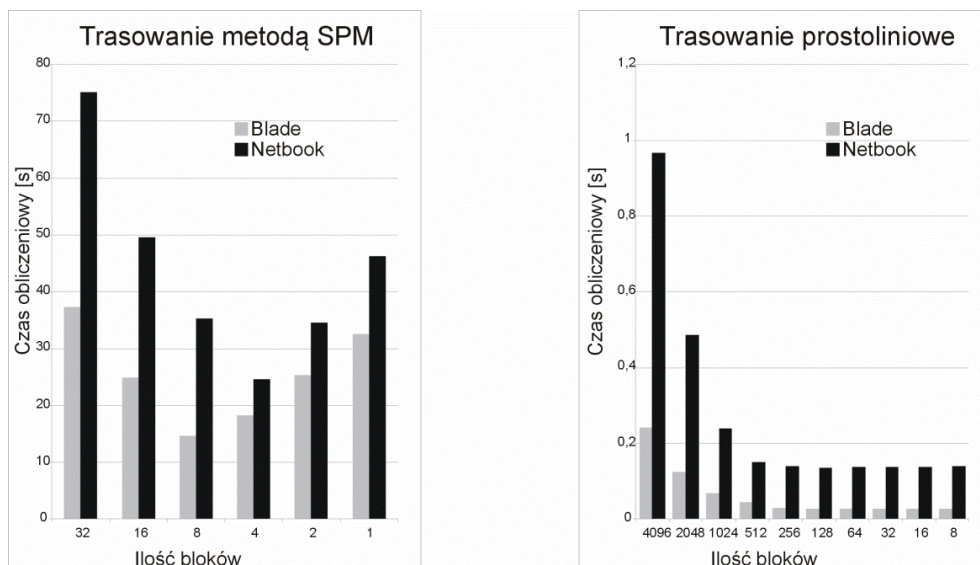 Trasowanie metodą SPM
80
70
60
50
40
30
20
10
0
Czas obliczeniowy [s]
Blade
Netbook
32 16 8 4 2 1
Ilość bloków
Trasowanie prostoliniowe
1,2
1
0,8
0,6
0,4
0,2
0
Czas obliczeniowy [s]
Blade
Netbook
4096 2048 1024 512 256 128 64 32 16 8
Ilość bloków